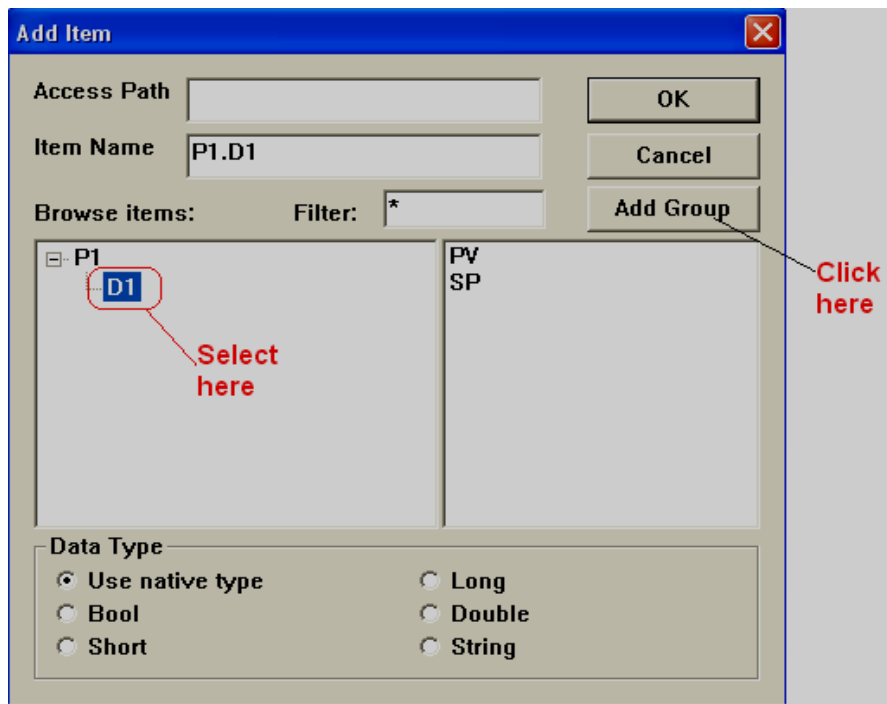 Add Item
Access Path
OK
Item Name
P1.D1
Cancel
Browse items:
Filter:
*
Add Group
P1
D1
PV
SP
Click
here
Select
here
Data Type
Use native type
Long
Bool
Double
Short
String